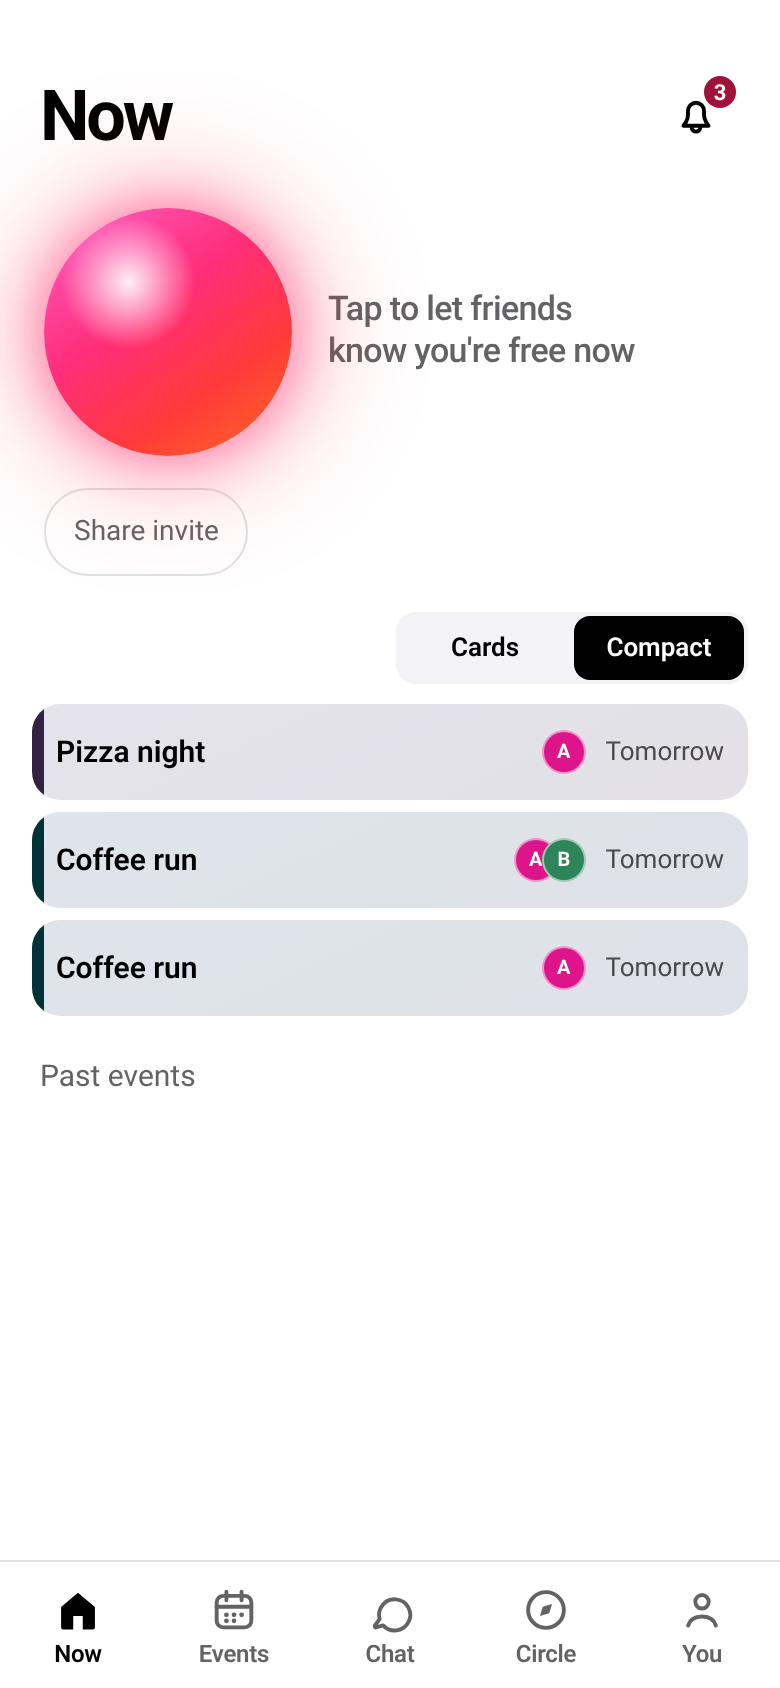 Now
3
Tap to let friends
know you're free now
Share invite
Cards Compact
Pizza night A Tomorrow
Coffee run A B Tomorrow
Coffee run A Tomorrow
Past events
Now Events Chat Circle You